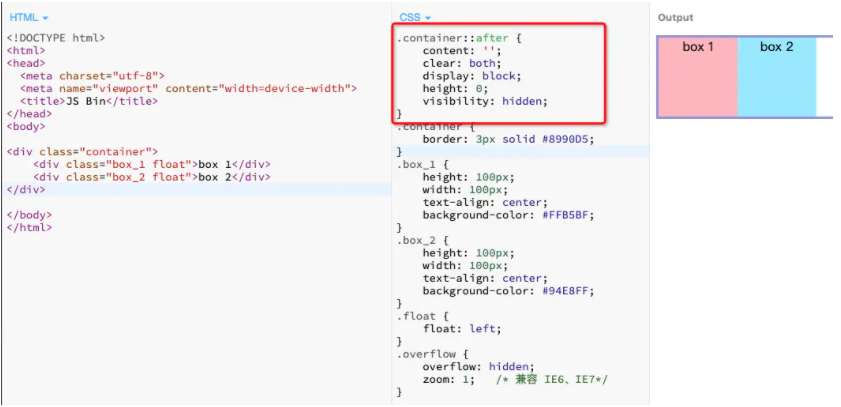 HTML
<!DOCTYPE html>
<html>
<head>
  <meta charset="utf-8">
  <meta name="viewport" content="width=device-width">
  <title>JS Bin</title>
</head>
<body>

<div class="container">
    <div class="box_1 float">box 1</div>
    <div class="box_2 float">box 2</div>
</div>

</body>
</html>
CSS
.container::after {
    content: '';
    clear: both;
    display: block;
    height: 0;
    visibility: hidden;
}
.container {
    border: 3px solid #8990D5;
}
.box_1 {
    height: 100px;
    width: 100px;
    text-align: center;
    background-color: #FFB5BF;
}
.box_2 {
    height: 100px;
    width: 100px;
    text-align: center;
    background-color: #94E8FF;
}
.float {
    float: left;
}
.overflow {
    overflow: hidden;
    zoom: 1;   /* 兼容 IE6、IE7*/
}
Output
box 1
box 2